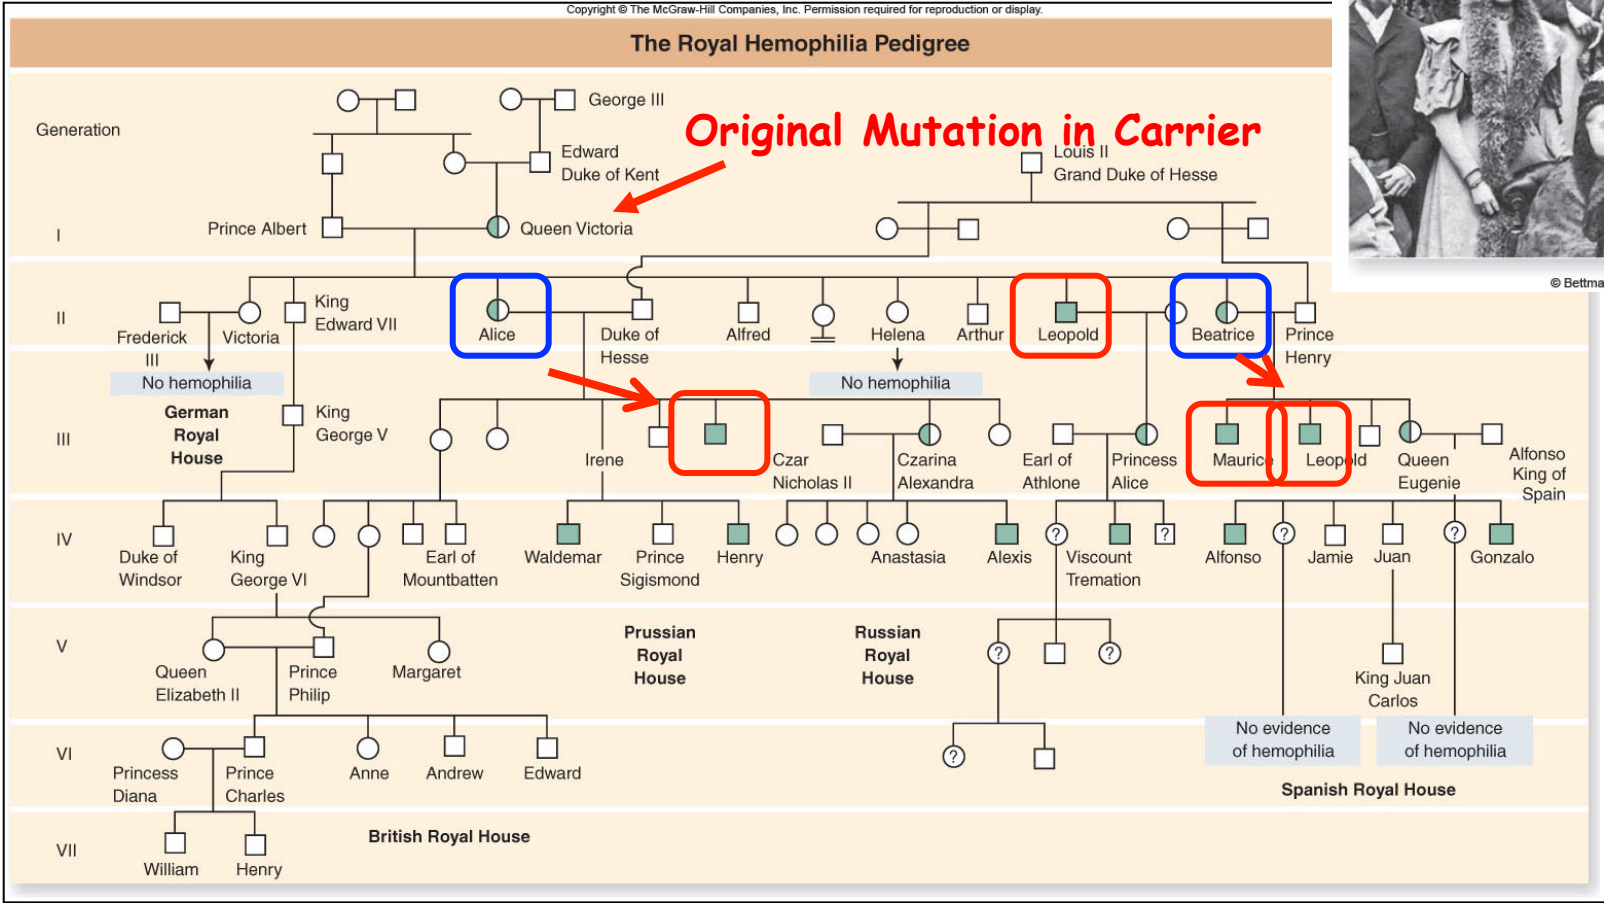 Copyright © The McGraw-Hill Companies, Inc. Permission required for reproduction or display.
The Royal Hemophilia Pedigree
Generation
George III
Original Mutation in Carrier
Edward
Duke of Kent
Louis II
Grand Duke of Hesse
Prince Albert
Queen Victoria
I
© Bettma
II
Frederick
III
Victoria
King
Edward VII
Alice
Duke of
Hesse
Alfred
Helena
Arthur
Leopold
Beatrice
Prince
Henry
No hemophilia
No hemophilia
German
Royal
House
King
George V
III
Irene
Czar
Nicholas II
Czarina
Alexandra
Earl of
Athlone
Princess
Alice
Maurice
Leopold
Queen
Eugenie
Alfonso
King of
Spain
IV
Duke of
Windsor
King
George VI
Earl of
Mountbatten
Waldemar
Prince
Sigismond
Henry
Anastasia
Alexis
?
Viscount
Tremation
?
Alfonso
?
Jamie
Juan
?
Gonzalo
V
Queen
Elizabeth II
Prince
Philip
Margaret
Prussian
Royal
House
Russian
Royal
House
?
?
King Juan
Carlos
No evidence
of hemophilia
No evidence
of hemophilia
VI
Princess
Diana
Prince
Charles
Anne
Andrew
Edward
?
Spanish Royal House
VII
William
Henry
British Royal House